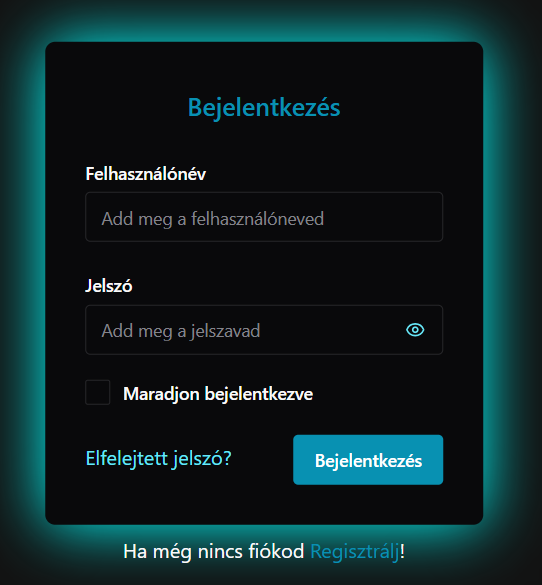 Bejelentkezés
Felhasználónév
Add meg a felhasználóneved
Jelszó
Add meg a jelszavad
Maradjon bejelentkezve
Elfelejtett jelszó?
Bejelentkezés
Ha még nincs fiókod Regisztrálj!